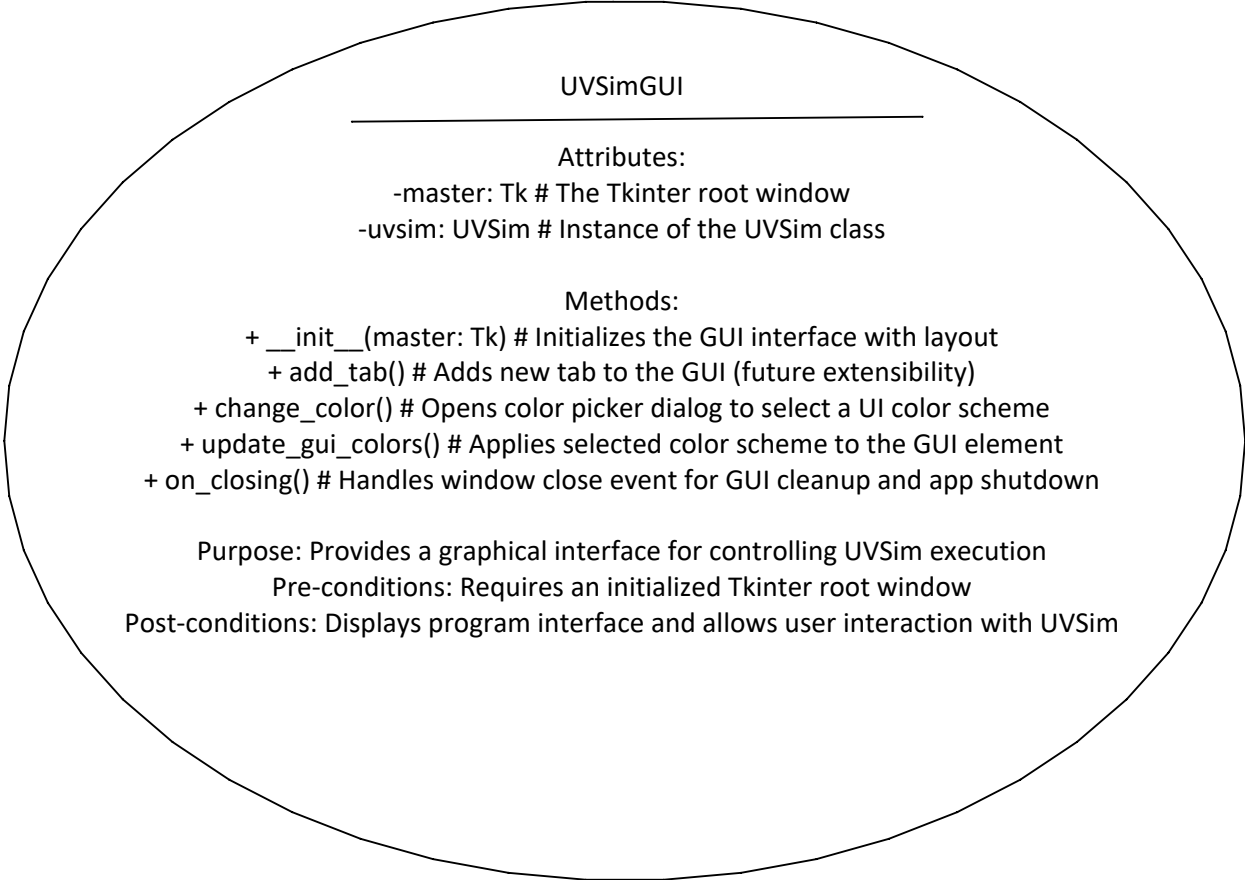 UVSimGUI
Attributes:
-master: Tk # The Tkinter root window
-uvsim: UVSim # Instance of the UVSim class
Methods:
+ __init__(master: Tk) # Initializes the GUI interface with layout
+ add_tab() # Adds new tab to the GUI (future extensibility)
+ change_color() # Opens color picker dialog to select a UI color scheme
+ update_gui_colors() # Applies selected color scheme to the GUI element
+ on_closing() # Handles window close event for GUI cleanup and app shutdown
Purpose: Provides a graphical interface for controlling UVSim execution
Pre-conditions: Requires an initialized Tkinter root window
Post-conditions: Displays program interface and allows user interaction with UVSim